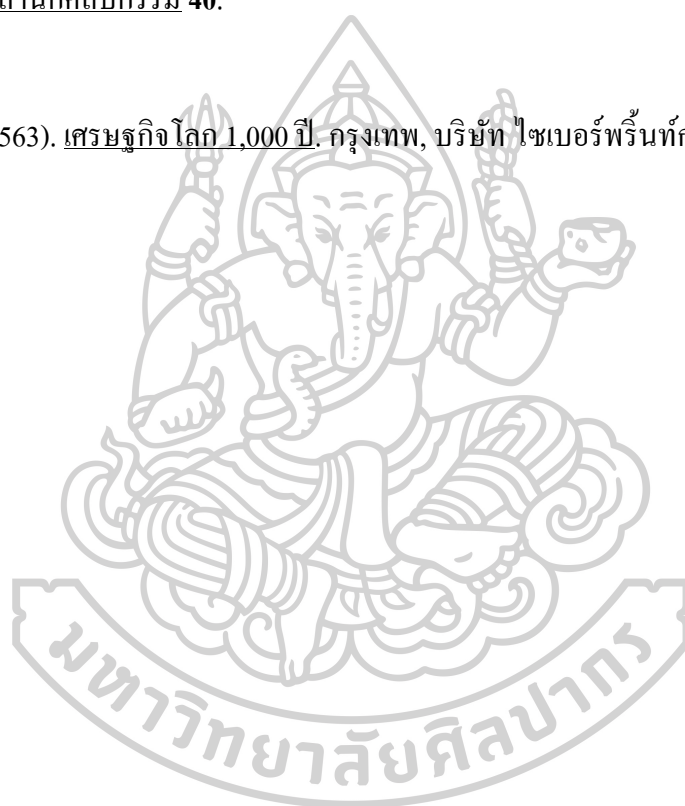 40.
563). เศรษฐกิจโลก 1,000 ปี. กรุงเทพ, บริษัท ไซเบอร์พริ้นท์
มหาวิทยาลัยศิลปากร